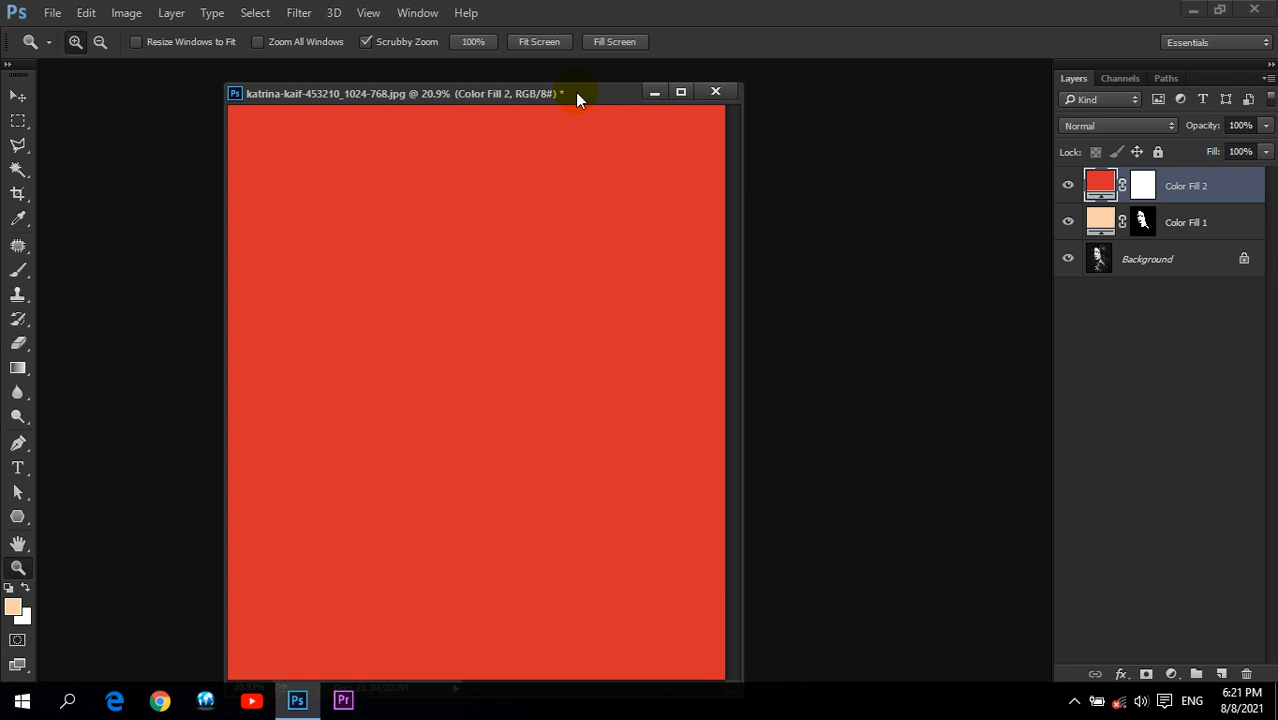 Ps File Edit Image Layer Type Select Filter 3D View Window Help
Resize Windows to Fit Zoom All Windows Scrubby Zoom 100% Fit Screen Fill Screen Essentials
Ps katrina-kaif-453210_1024-768.jpg @ 20.9% (Color Fill 2, RGB/8#) *
Layers Channels Paths
Kind
Normal Opacity: 100%
Lock: Fill: 100%
Color Fill 2
Color Fill 1
Background
Ps Pr ENG 6:21 PM
8/8/2021